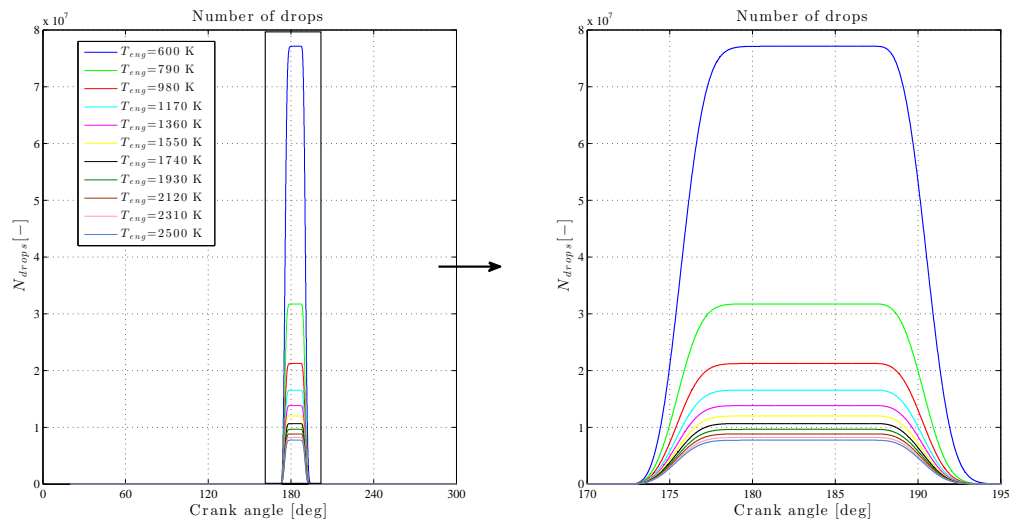 Number of drops
x 10^7
8
7
6
5
4
3
2
1
0
N_drops[−]
T_eng=600 K
T_eng=790 K
T_eng=980 K
T_eng=1170 K
T_eng=1360 K
T_eng=1550 K
T_eng=1740 K
T_eng=1930 K
T_eng=2120 K
T_eng=2310 K
T_eng=2500 K
0 60 120 180 240 300
Crank angle [deg]
Number of drops
x 10^7
8
7
6
5
4
3
2
1
0
N_drops[−]
170 175 180 185 190 195
Crank angle [deg]